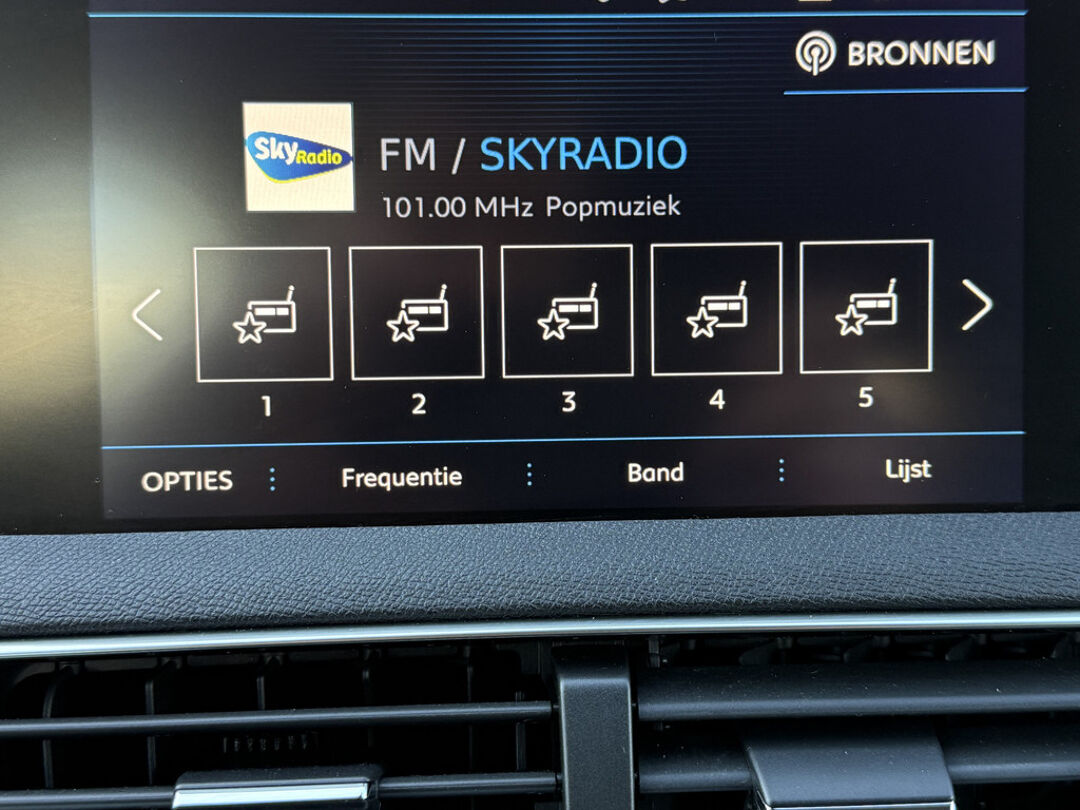 BRONNEN
Sky Radio
FM / SKYRADIO
101.00 MHz Popmuziek
1 2 3 4 5
OPTIES Frequentie Band Lijst